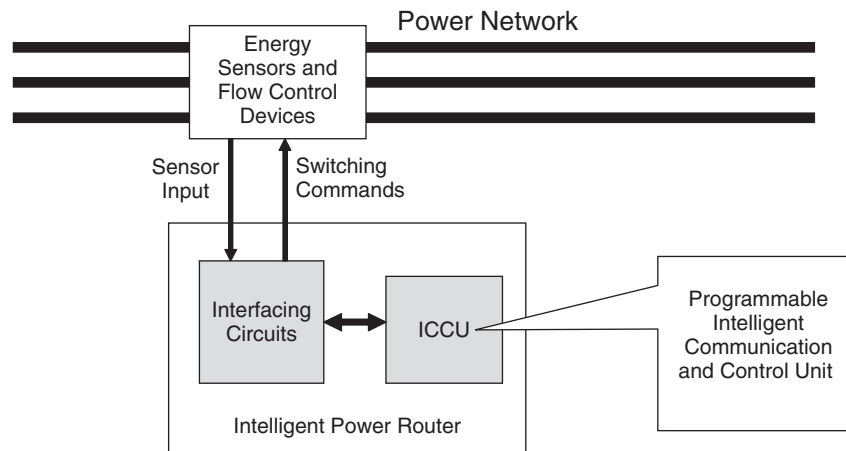 Power Network
Energy
Sensors and
Flow Control
Devices
Sensor
Input
Switching
Commands
Interfacing
Circuits
ICCU
Programmable
Intelligent
Communication
and Control Unit
Intelligent Power Router